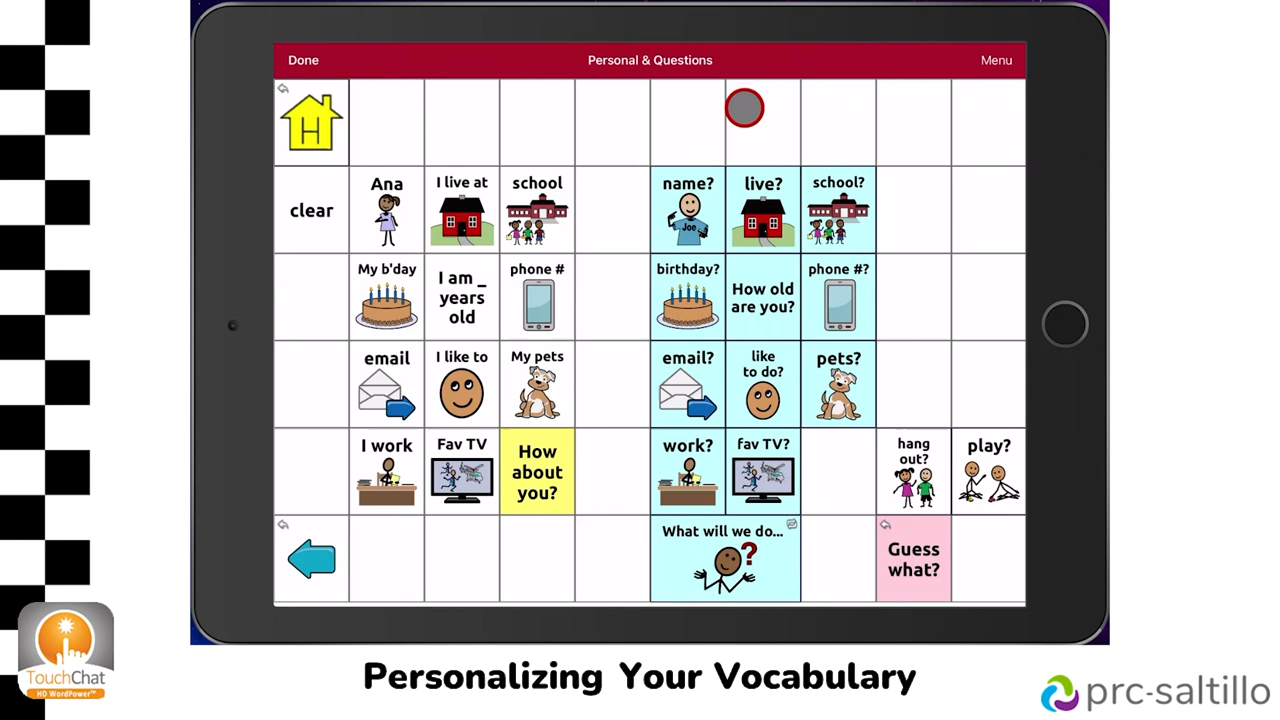 Done
Personal & Questions
Menu
H
clear
Ana
I live at
school
name?
live?
school?
Joe
My b'day
I am _
years
old
phone #
birthday?
How old
are you?
phone #?
email
I like to
My pets
email?
like
to do?
pets?
I work
Fav TV
How
about
you?
work?
fav TV?
hang
out?
play?
What will we do...
?
Guess
what?
TouchChat
HD WordPower™
Personalizing Your Vocabulary
prc-saltillo